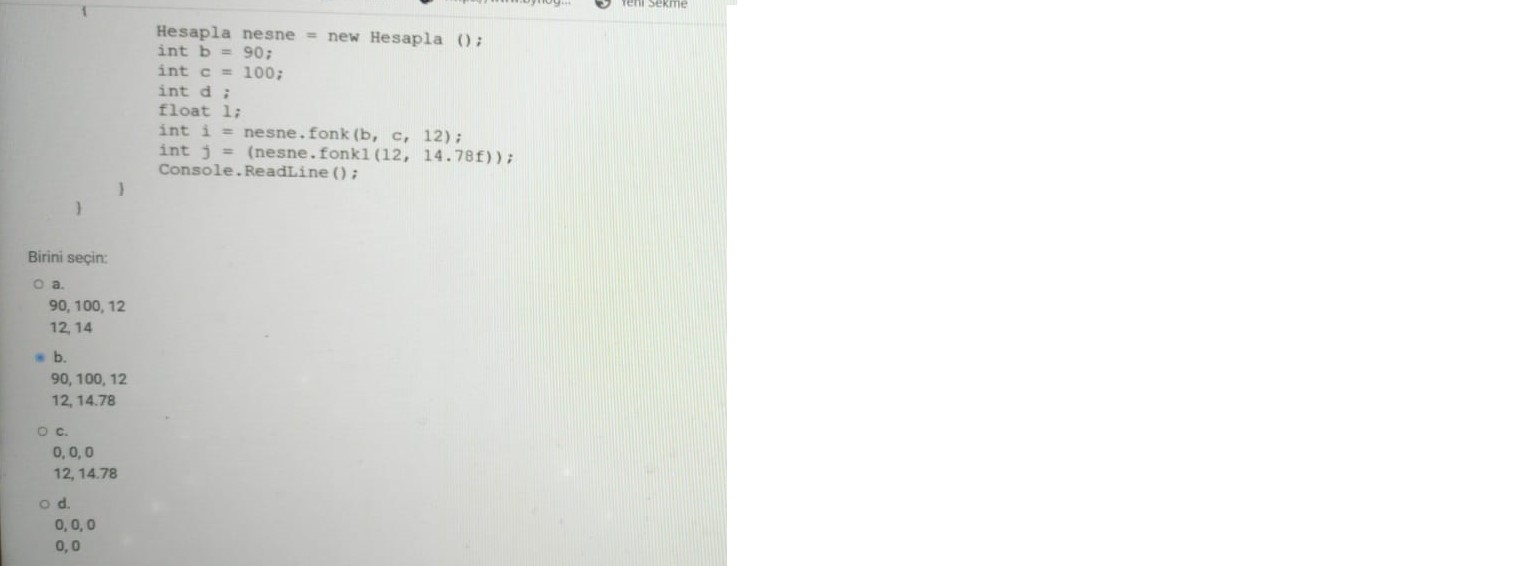 Yeni Sekme
{
Hesapla nesne = new Hesapla ();
int b = 90;
int c = 100;
int d ;
float l;
int i = nesne.fonk(b, c, 12);
int j = (nesne.fonk1(12, 14.78f));
Console.ReadLine();
}
}
Birini seçin:
a.
90, 100, 12
12, 14
b.
90, 100, 12
12, 14.78
c.
0, 0, 0
12, 14.78
d.
0, 0, 0
0, 0